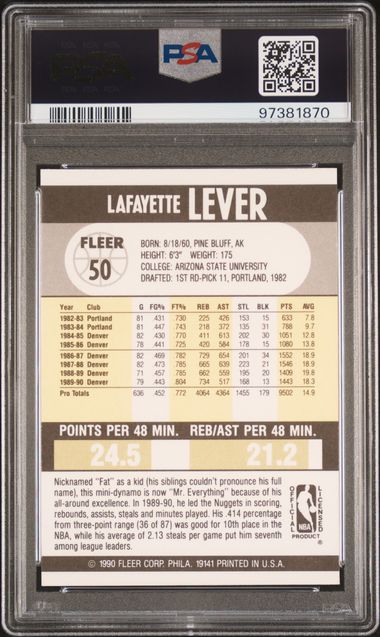 PSA
97381870
LAFAYETTE LEVER
FLEER
50
BORN: 8/18/60, PINE BLUFF, AK
HEIGHT: 6'3" WEIGHT: 175
COLLEGE: ARIZONA STATE UNIVERSITY
DRAFTED: 1ST RD-PICK 11, PORTLAND, 1982
Year Club G FG% FT% REB AST STL BLK PTS AVG
1982-83 Portland 81 .431 .730 225 426 153 15 633 7.8
1983-84 Portland 81 .447 .743 218 372 135 31 788 9.7
1984-85 Denver 82 .430 .770 411 613 202 30 1051 12.8
1985-86 Denver 78 .441 .725 420 584 178 15 1080 13.8
1986-87 Denver 82 .469 .782 729 654 201 34 1552 18.9
1987-88 Denver 82 .473 .785 665 639 223 21 1546 18.9
1988-89 Denver 71 .457 .785 662 559 195 20 1409 19.8
1989-90 Denver 79 .443 .804 734 517 168 13 1443 18.3
Pro Totals 636 .452 .772 4064 4364 1455 179 9502 14.9
POINTS PER 48 MIN. REB/AST PER 48 MIN.
24.5 21.2
Nicknamed "Fat" as a kid (his siblings couldn't pronounce his full
name), this mini-dynamo is now "Mr. Everything" because of his
all-around excellence. In 1989-90, he led the Nuggets in scoring,
rebounds, assists, steals and minutes played. His .414 percentage
from three-point range (36 of 87) was good for 10th place in the
NBA, while his average of 2.13 steals per game put him seventh
among league leaders.
OFFICIAL LICENSED
NBA
PRODUCT ®
© 1990 FLEER CORP. PHILA. 19141 PRINTED IN U.S.A.